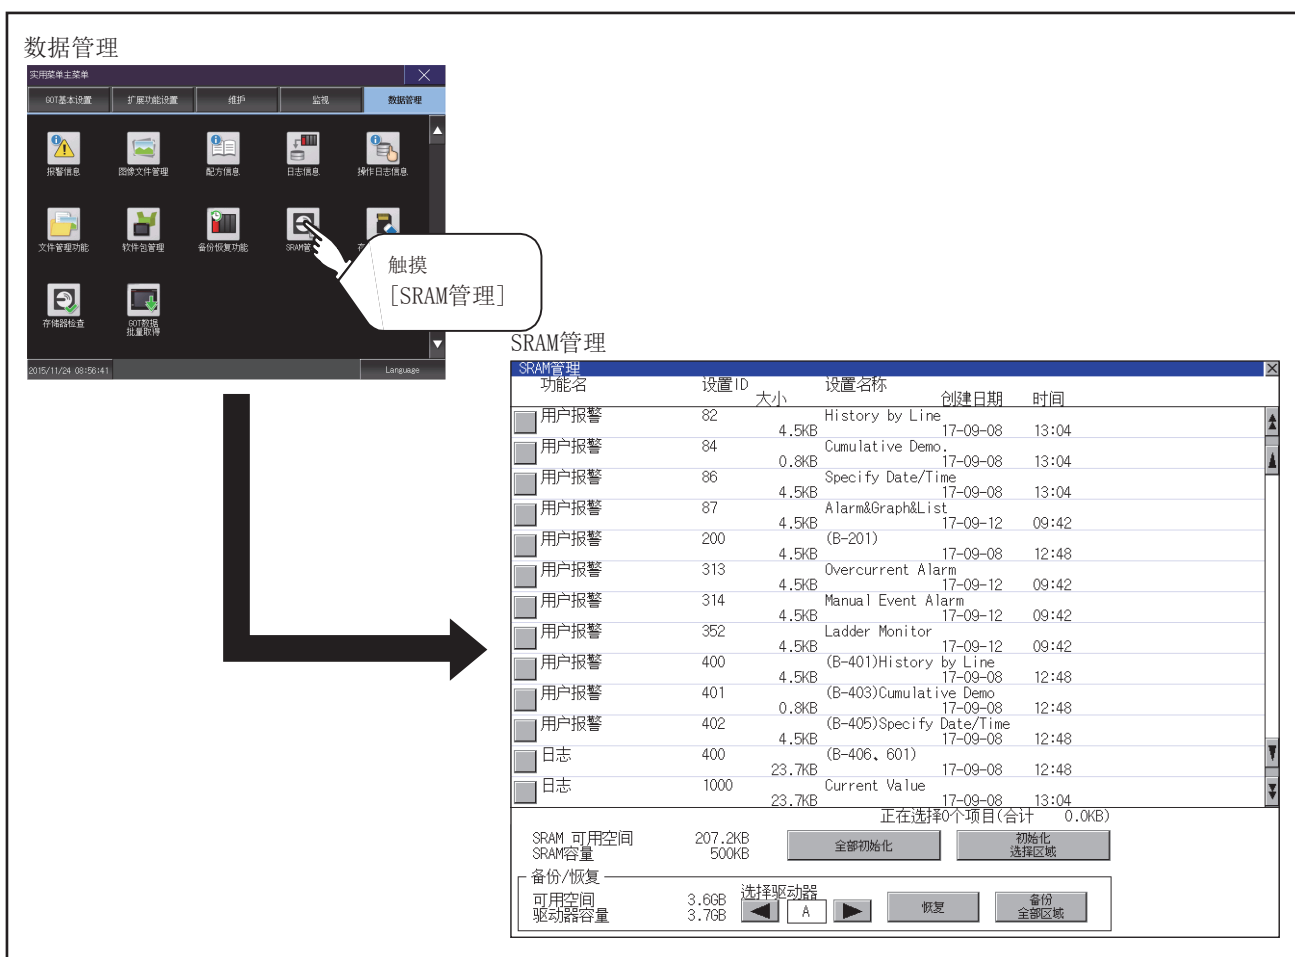 数据管理
实用菜单主菜单
GOT基本设置 扩展功能设置 维护 监视 数据管理
报警信息 图像文件管理 配方信息 日志信息 操作日志信息
文件管理功能 软件包管理 备份恢复功能 SRAM管
存储器检查 GOT数据
批量取得
触摸
[SRAM管理]
2015/11/24 08:56:41 Language
SRAM管理
SRAM管理
功能名 设置ID 设置名称
大小 创建日期 时间
用户报警 82 History by Line
4.5KB 17-09-08 13:04
用户报警 84 Cumulative Demo.
0.8KB 17-09-08 13:04
用户报警 86 Specify Date/Time
4.5KB 17-09-08 13:04
用户报警 87 Alarm&Graph&List
4.5KB 17-09-12 09:42
用户报警 200 (B-201)
4.5KB 17-09-08 12:48
用户报警 313 Overcurrent Alarm
4.5KB 17-09-12 09:42
用户报警 314 Manual Event Alarm
4.5KB 17-09-12 09:42
用户报警 352 Ladder Monitor
4.5KB 17-09-12 09:42
用户报警 400 (B-401)History by Line
4.5KB 17-09-08 12:48
用户报警 401 (B-403)Cumulative Demo
0.8KB 17-09-08 12:48
用户报警 402 (B-405)Specify Date/Time
4.5KB 17-09-08 12:48
日志 400 (B-406、601)
23.7KB 17-09-08 12:48
日志 1000 Current Value
23.7KB 17-09-08 13:04
正在选择0个项目(合计 0.0KB)
SRAM 可用空间 207.2KB
SRAM容量 500KB
全部初始化 初始化
选择区域
备份/恢复
可用空间 3.6GB 选择驱动器
驱动器容量 3.7GB A 恢复 备份
全部区域